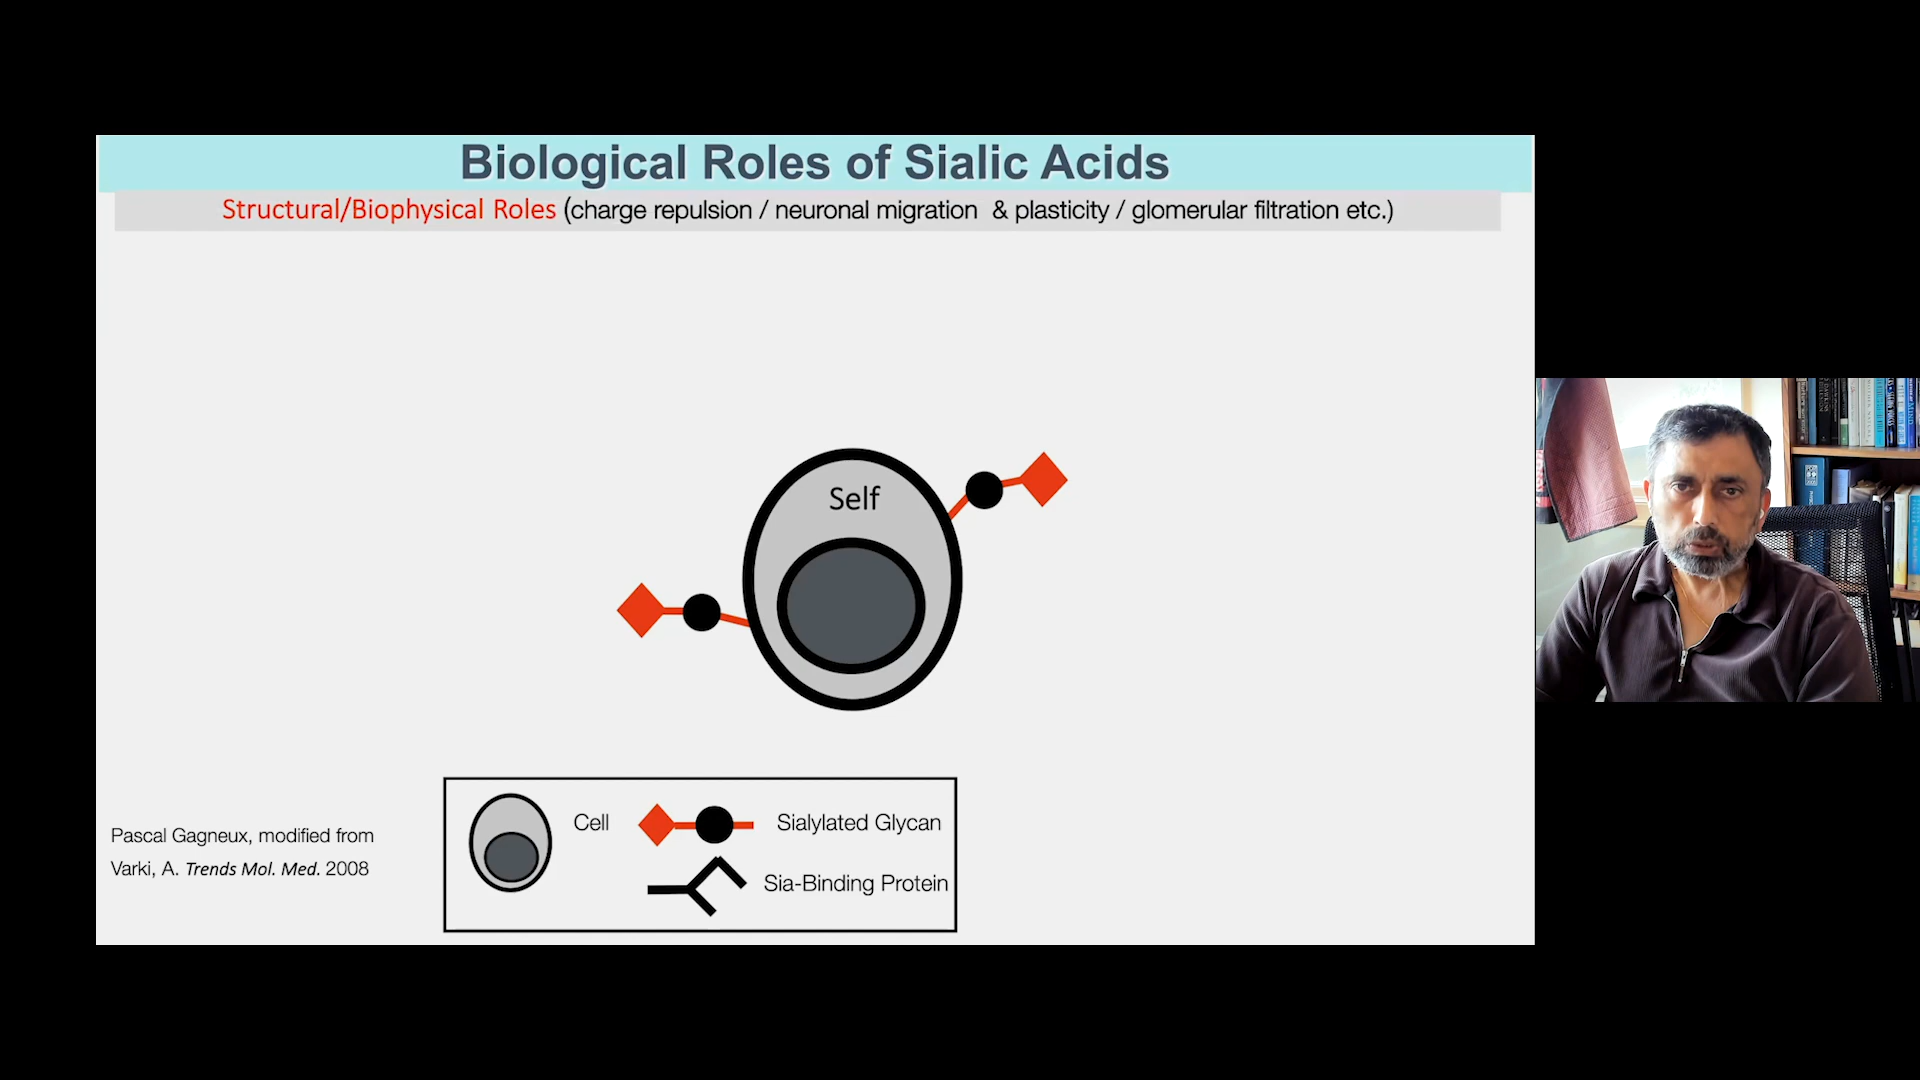 Biological Roles of Sialic Acids
Structural/Biophysical Roles (charge repulsion / neuronal migration & plasticity / glomerular filtration etc.)
Self
Cell
Sialylated Glycan
Sia-Binding Protein
Pascal Gagneux, modified from
Varki, A. Trends Mol. Med. 2008